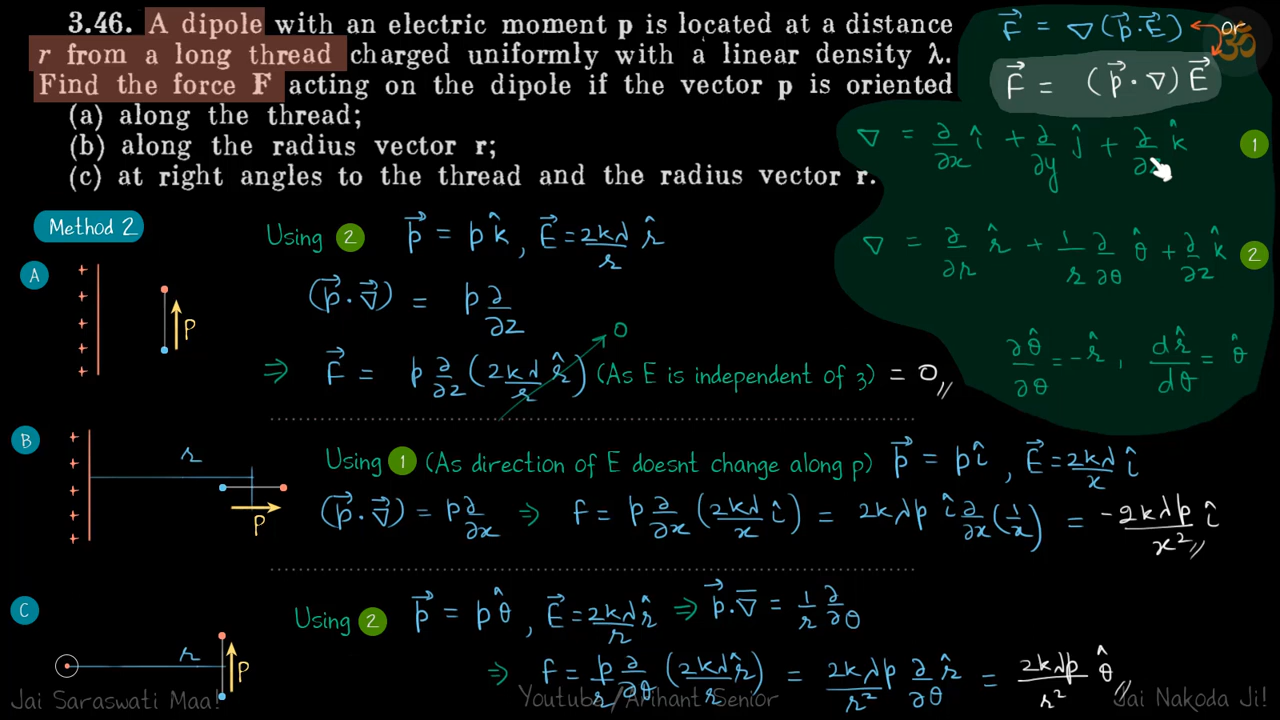 3.46. A dipole with an electric moment p is located at a distance
r from a long thread charged uniformly with a linear density λ.
Find the force F acting on the dipole if the vector p is oriented
(a) along the thread;
(b) along the radius vector r;
(c) at right angles to the thread and the radius vector r.
F⃗ = ∇(p⃗·E⃗) or
ॐ
F⃗ = (p⃗·∇)E⃗
∇ = ∂/∂x î + ∂/∂y ĵ + ∂/∂z k̂ 1
∇ = ∂/∂r r̂ + 1/r ∂/∂θ θ̂ + ∂/∂z k̂ 2
∂θ̂/∂θ = -r̂, dr̂/dθ = θ̂
Method 2
A
+ + + + +
P
Using 2 p⃗ = pk̂, E⃗ = 2kλ/r r̂
(p⃗·∇⃗) = p ∂/∂z
⇒ F⃗ = p ∂/∂z (2kλ/r r̂) 0 (As E is independent of 3) = 0,,
B
+ + + + +
r
P
Using 1 (As direction of E doesnt change along p) p⃗ = pî, E⃗ = 2kλ/x î
(p⃗·∇⃗) = p ∂/∂x ⇒ f = p ∂/∂x (2kλ/x î) = 2kλp î ∂/∂x (1/x) = -2kλp/x² î,,
C
r
P
Using 2 p⃗ = pθ̂, E⃗ = 2kλ/r r̂ ⇒ p⃗·∇̅ = 1/r ∂/∂θ
⇒ f = p/r ∂/∂θ (2kλ/r r̂) = 2kλp/r² ∂/∂θ r̂ = 2kλp/r² θ̂,,
Jai Saraswati Maa! Youtube/Arihant Senior Jai Nakoda Ji!